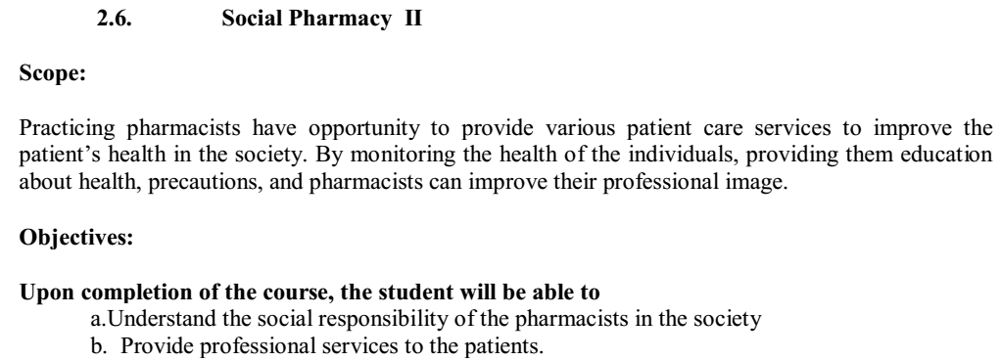 2.6. Social Pharmacy II
Scope:
Practicing pharmacists have opportunity to provide various patient care services to improve the
patient's health in the society. By monitoring the health of the individuals, providing them education
about health, precautions, and pharmacists can improve their professional image.
Objectives:
Upon completion of the course, the student will be able to
a.Understand the social responsibility of the pharmacists in the society
b. Provide professional services to the patients.